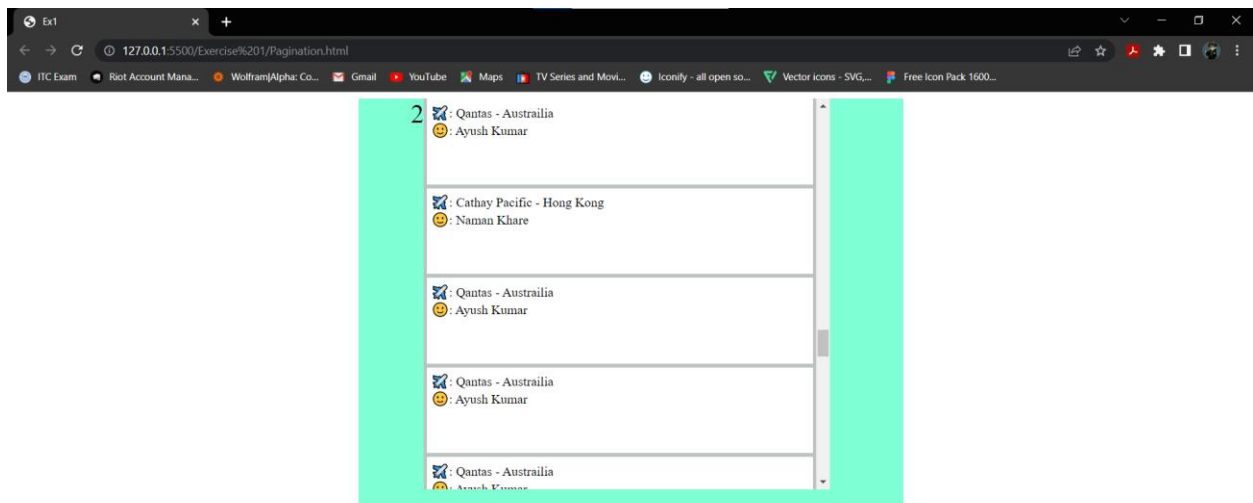 Ex1
127.0.0.1:5500/Exercise%201/Pagination.html
ITC Exam Riot Account Mana... Wolfram|Alpha: Co... Gmail YouTube Maps TV Series and Movi... Iconify - all open so... Vector icons - SVG,... Free Icon Pack 1600...
2
: Qantas - Austrailia
: Ayush Kumar
: Cathay Pacific - Hong Kong
: Naman Khare
: Qantas - Austrailia
: Ayush Kumar
: Qantas - Austrailia
: Ayush Kumar
: Qantas - Austrailia
: Ayush Kumar